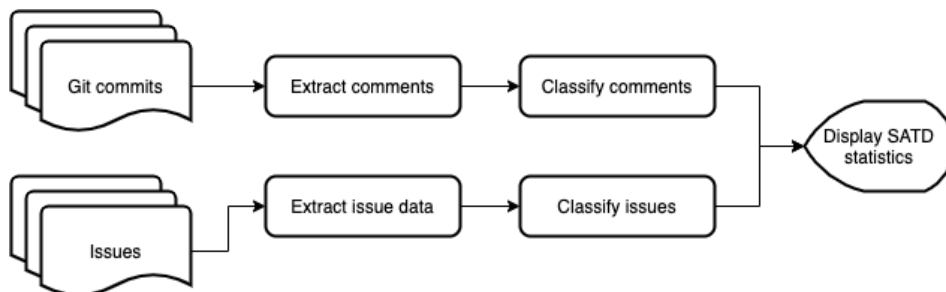 Git commits
Extract comments
Classify comments
Display SATD
statistics
Issues
Extract issue data
Classify issues